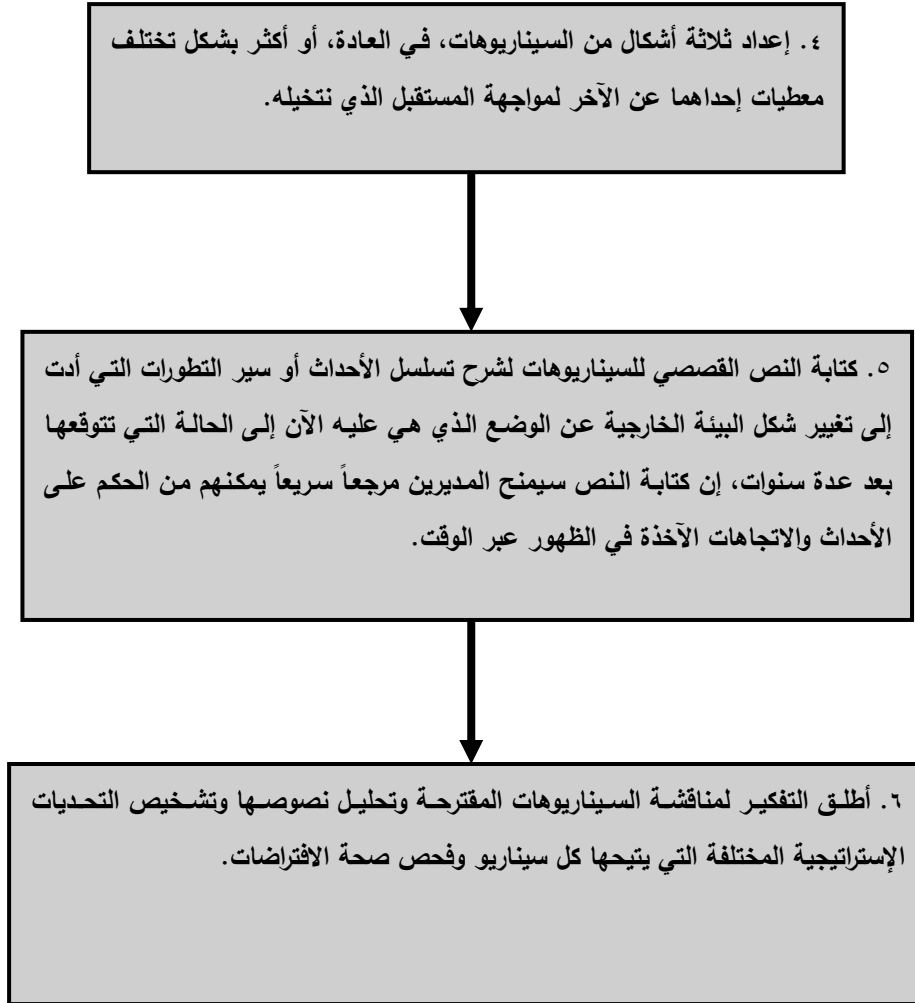 ٤. إعداد ثلاثة أشكال من السيناريوهات، في العادة، أو أكثر بشكل تختلف
معطيات إحداهما عن الآخر لمواجهة المستقبل الذي نتخيله.
٥. كتابة النص القصصي للسيناريوهات لشرح تسلسل الأحداث أو سير التطورات التي أدت
إلى تغيير شكل البيئة الخارجية عن الوضع الذي هي عليه الآن إلى الحالة التي تتوقعها
بعد عدة سنوات، إن كتابة النص سيمنح المديرين مرجعاً سريعاً يمكنهم من الحكم على
الأحداث والاتجاهات الآخذة في الظهور عبر الوقت.
٦. أطلق التفكير لمناقشة السيناريوهات المقترحة وتحليل نصوصها وتشخيص التحديات
الإستراتيجية المختلفة التي يتيحها كل سيناريو وفحص صحة الافتراضات.